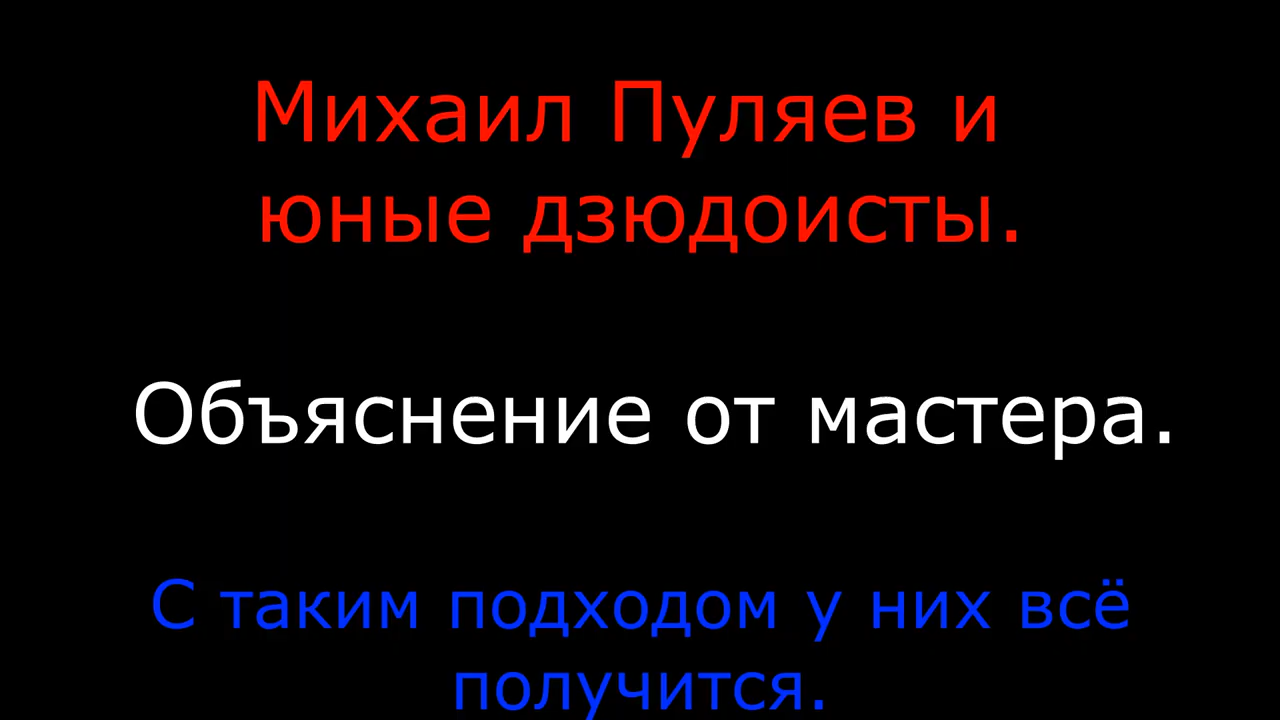 Михаил Пуляев и
юные дзюдоисты.
Объяснение от мастера.
С таким подходом у них всё
получится.